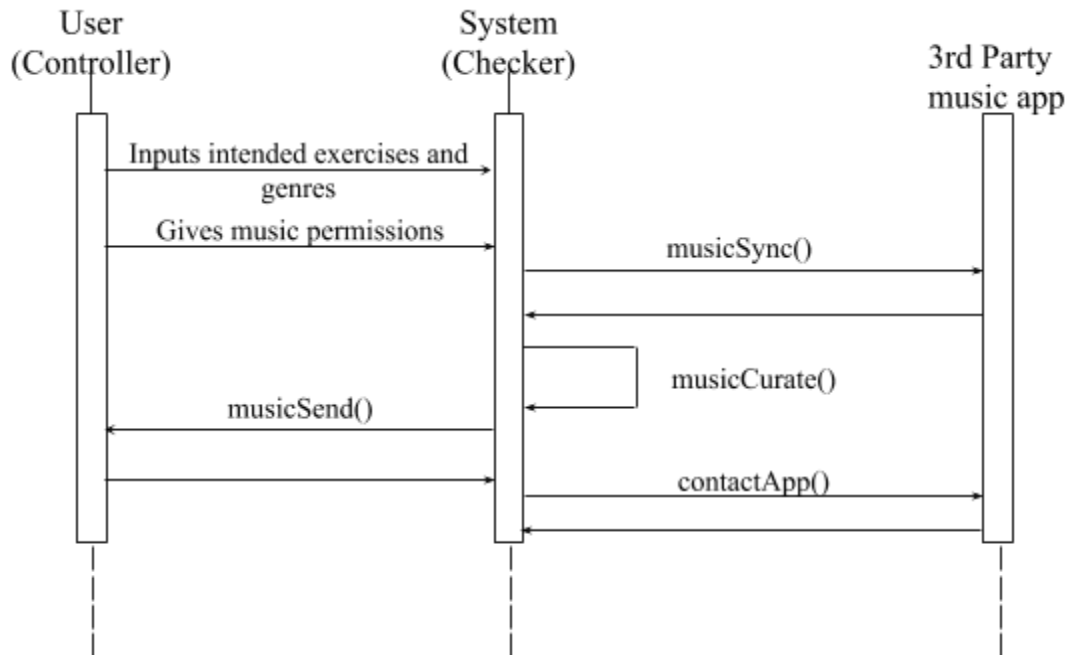 User
(Controller)
System
(Checker)
3rd Party
music app
Inputs intended exercises and
genres
Gives music permissions
musicSync()
musicCurate()
musicSend()
contactApp()